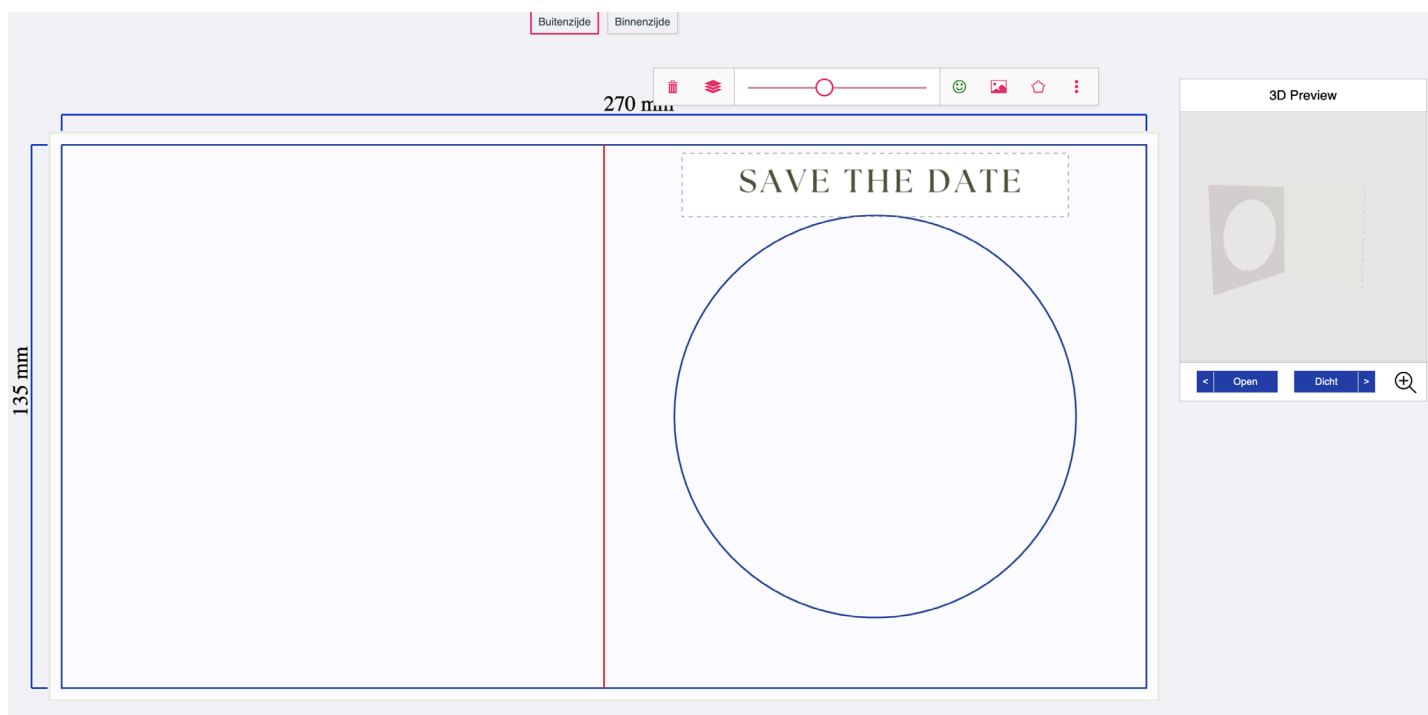 Buitenzijde Binnenzijde
270 mm
3D Preview
SAVE THE DATE
135 mm
< Open Dicht >